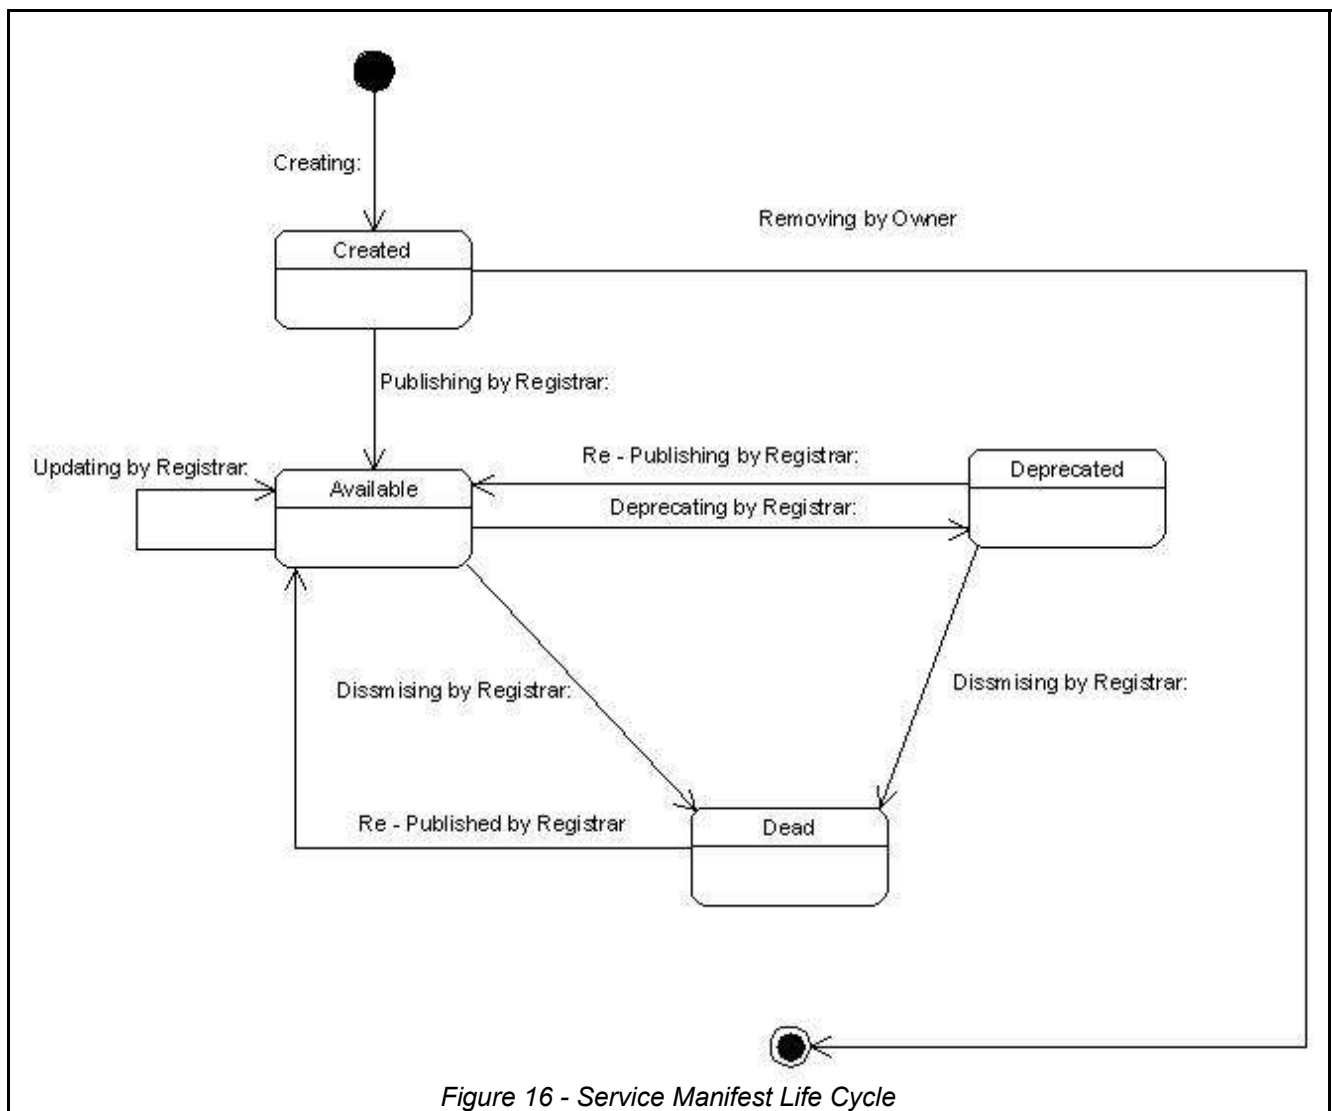 Creating:
Removing by Owner
Created
Publishing by Registrar:
Updating by Registrar:
Re - Publishing by Registrar:
Deprecated
Available
Deprecating by Registrar:
Dissmising by Registrar:
Dissmising by Registrar:
Re - Published by Registrar
Dead
Figure 16 - Service Manifest Life Cycle